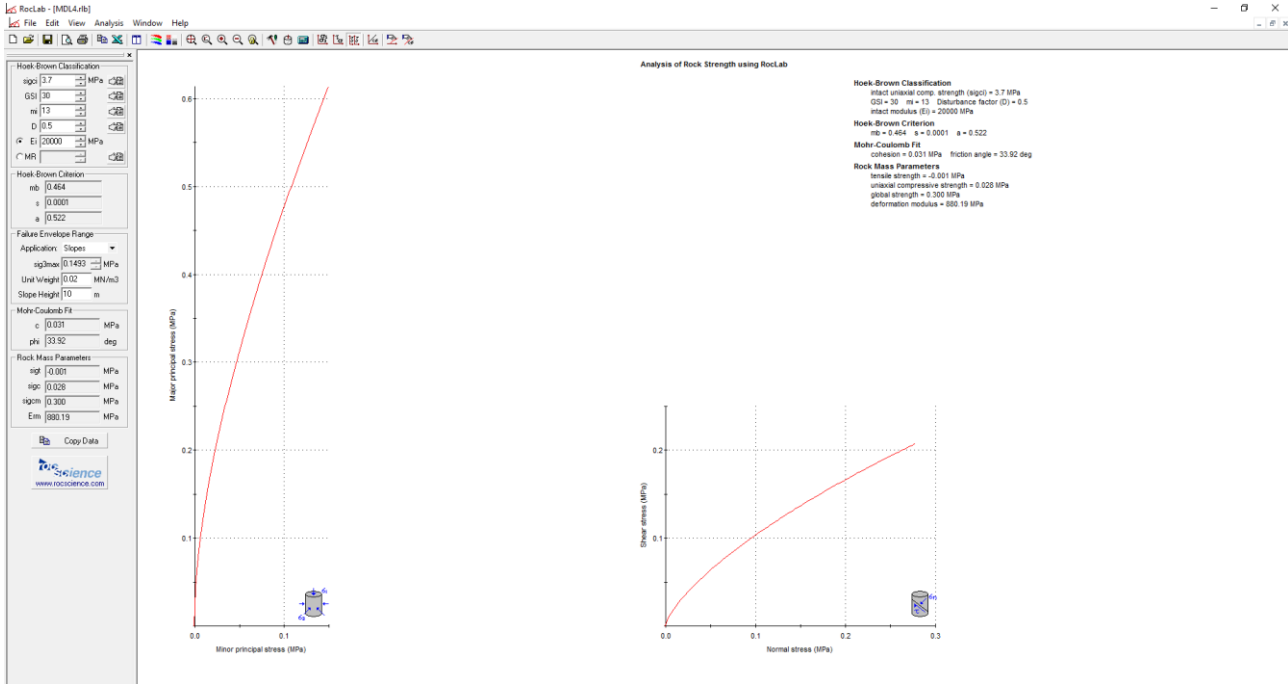 RocLab - [MDL4.rlb]
File Edit View Analysis Window Help
Hoek-Brown Classification
sigci 3.7 MPa
GSI 30
mi 13
D 0.5
Ei 20000 MPa
MR
Hoek-Brown Criterion
mb 0.464
s 0.0001
a 0.522
Failure Envelope Range
Application: Slopes
sig3max 0.1493 MPa
Unit Weight 0.02 MN/m3
Slope Height 10 m
Mohr-Coulomb Fit
c 0.031 MPa
phi 33.92 deg
Rock Mass Parameters
sigt -0.001 MPa
sigc 0.028 MPa
sigcm 0.300 MPa
Erm 880.19 MPa
Copy Data
rocscience
www.rocscience.com
Analysis of Rock Strength using RocLab
Hoek-Brown Classification
intact uniaxial comp. strength (sigci) = 3.7 MPa
GSI = 30 mi = 13 Disturbance factor (D) = 0.5
intact modulus (Ei) = 20000 MPa
Hoek-Brown Criterion
mb = 0.464 s = 0.0001 a = 0.522
Mohr-Coulomb Fit
cohesion = 0.031 MPa friction angle = 33.92 deg
Rock Mass Parameters
tensile strength = -0.001 MPa
uniaxial compressive strength = 0.028 MPa
global strength = 0.300 MPa
deformation modulus = 880.19 MPa
0.6
0.5
0.4
0.3
0.2
0.1
Major principal stress (MPa)
0.0 0.1
Minor principal stress (MPa)
0.2
0.1
Shear stress (MPa)
0.0 0.1 0.2 0.3
Normal stress (MPa)